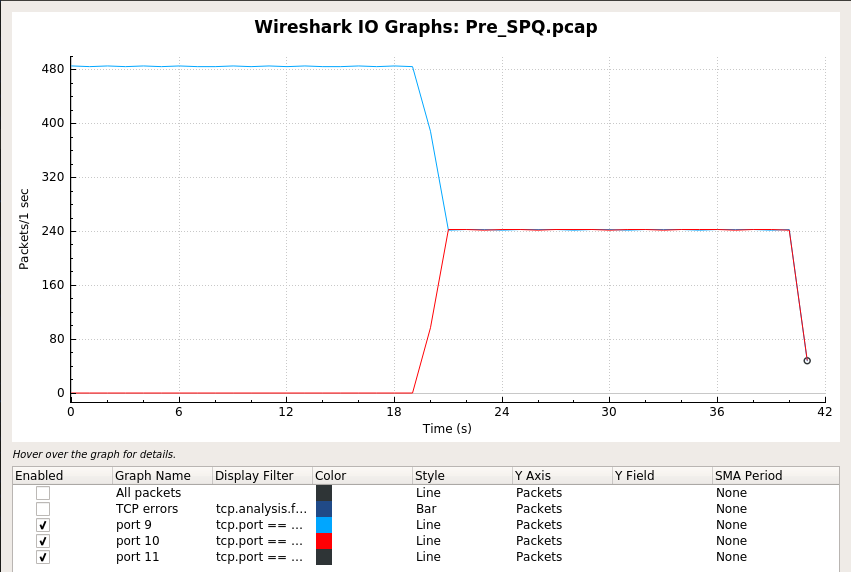 Wireshark IO Graphs: Pre_SPQ.pcap
480
400
320
240
160
80
0
Packets/1 sec
0 6 12 18 24 30 36 42
Time (s)
Hover over the graph for details.
Enabled Graph Name Display Filter Color Style Y Axis Y Field SMA Period
All packets Line Packets None
TCP errors tcp.analysis.f... Bar Packets None
port 9 tcp.port == ... Line Packets None
port 10 tcp.port == ... Line Packets None
port 11 tcp.port == ... Line Packets None